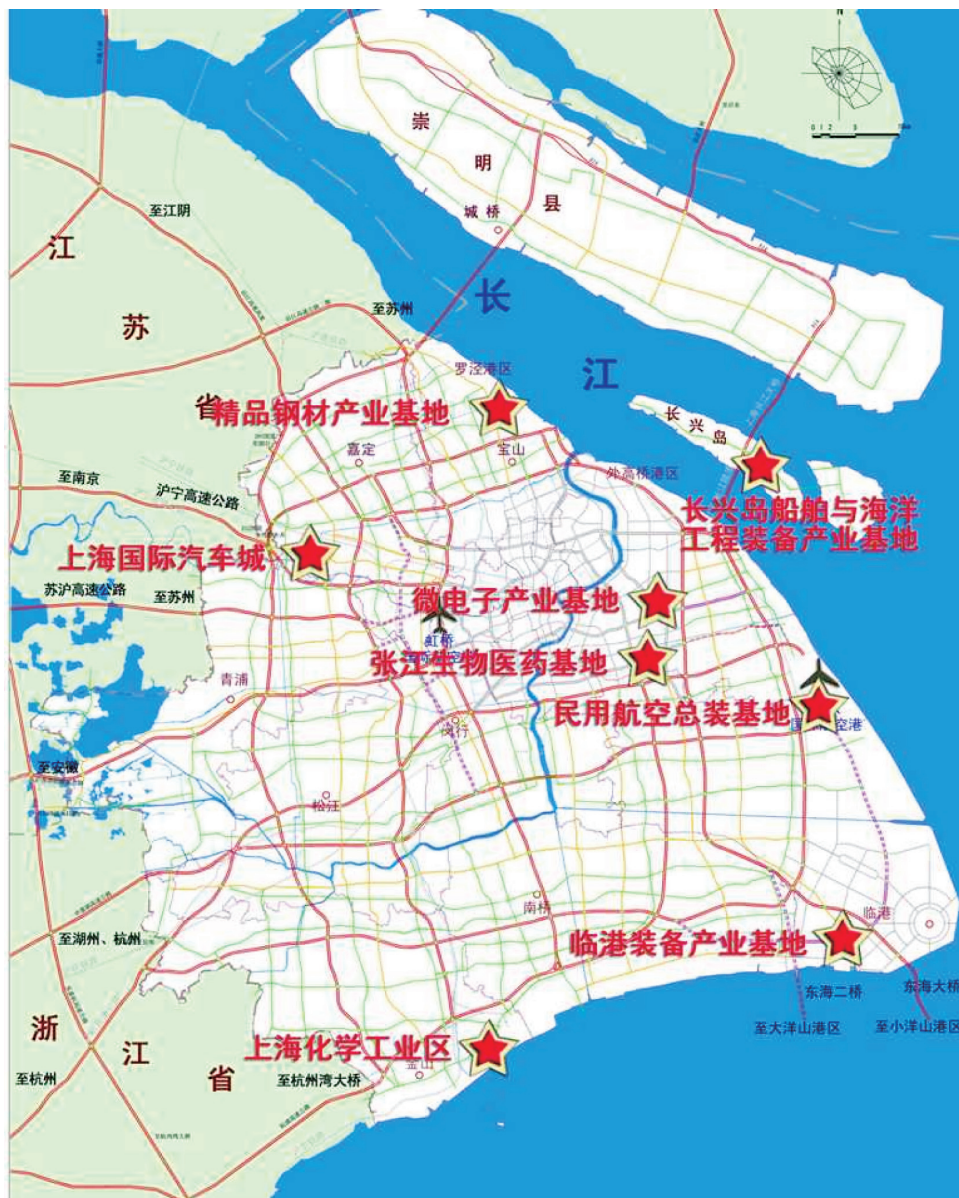 N
崇
明
县
城桥
至江阴
江
苏
省
至苏州
长
江
罗泾港区
精品钢材产业基地
嘉定
宝山
长兴岛
上海长江大桥
外高桥港区
至南京
沪宁高速公路
长兴岛船舶与海洋
工程装备产业基地
上海国际汽车城
苏沪高速公路
至苏州
微电子产业基地
虹桥
张江生物医药基地
青浦
民用航空总装基地
闵行
至安徽
松江
南桥
临港
至湖州、杭州
临港装备产业基地
东海二桥
东海大桥
至大洋山港区
至小洋山港区
浙
江
省
上海化学工业区
金山
至杭州
至杭州湾大桥